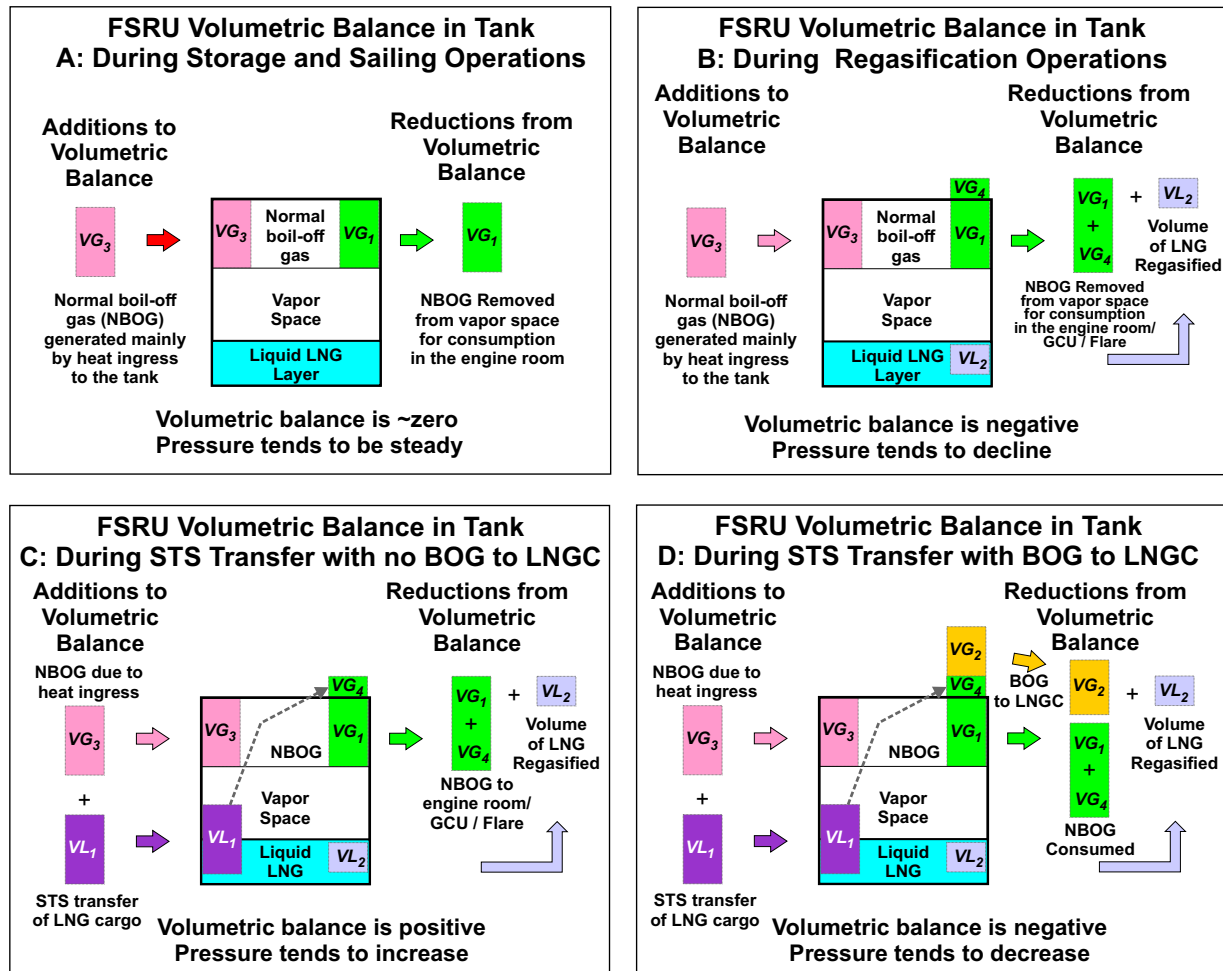 FSRU Volumetric Balance in Tank
A: During Storage and Sailing Operations
Additions to
Volumetric
Balance
Reductions from
Volumetric
Balance
VG3
VG3
Normal
boil-off
gas
VG1
VG1
Vapor
Space
Liquid LNG
Layer
Normal boil-off
gas (NBOG)
generated mainly
by heat ingress
to the tank
NBOG Removed
from vapor space
for consumption
in the engine room
Volumetric balance is ~zero
Pressure tends to be steady
FSRU Volumetric Balance in Tank
B: During Regasification Operations
Additions to
Volumetric
Balance
Reductions from
Volumetric
Balance
VG3
VG3
Normal
boil-off
gas
VG4
VG1
VG1
+
VG4
+
VL2
Volume
of LNG
Regasified
Vapor
Space
Liquid LNG
Layer
VL2
Normal boil-off
gas (NBOG)
generated mainly
by heat ingress
to the tank
NBOG Removed
from vapor space
for consumption
in the engine room/
GCU / Flare
Volumetric balance is negative
Pressure tends to decline
FSRU Volumetric Balance in Tank
C: During STS Transfer with no BOG to LNGC
Additions to
Volumetric
Balance
Reductions from
Volumetric
Balance
NBOG due to
heat ingress
VG3
+
VL1
STS transfer
of LNG cargo
VG3
NBOG
VG4
VG1
Vapor
Space
VL1
Liquid
LNG
VL2
VG1
+
VG4
+
VL2
Volume
of LNG
Regasified
NBOG to
engine room/
GCU / Flare
Volumetric balance is positive
Pressure tends to increase
FSRU Volumetric Balance in Tank
D: During STS Transfer with BOG to LNGC
Additions to
Volumetric
Balance
Reductions from
Volumetric
Balance
NBOG due to
heat ingress
VG3
+
VL1
STS transfer
of LNG cargo
VG3
NBOG
VG2
VG4
VG1
Vapor
Space
VL1
Liquid
LNG
VL2
BOG
to LNGC
VG2
+
VL2
Volume
of LNG
Regasified
VG1
+
VG4
NBOG
Consumed
Volumetric balance is negative
Pressure tends to decrease